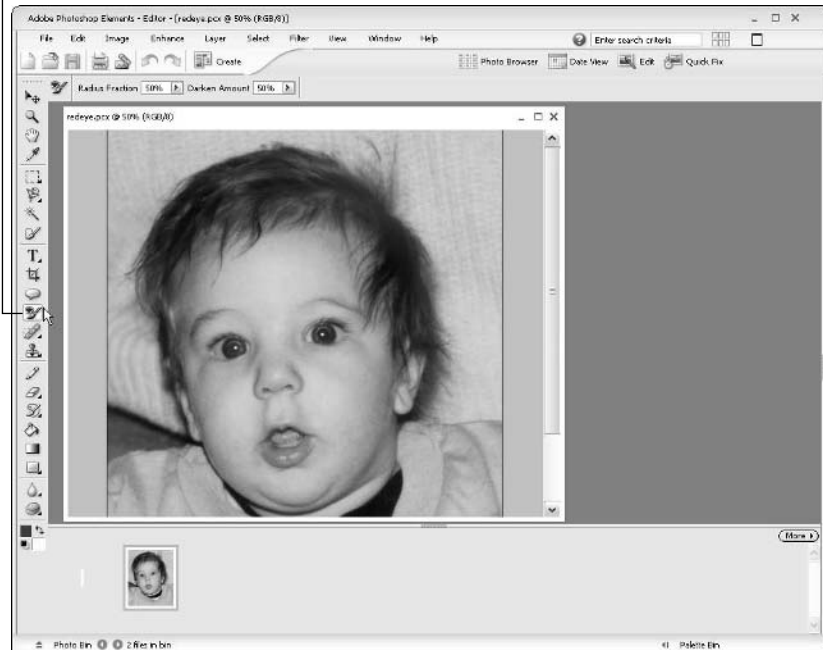 Adobe Photoshop Elements - Editor - [redeye.pcx @ 50% (RGB/8)]
File Edit Image Enhance Layer Select Filter View Window Help Enter search criteria
Create Photo Browser Date View Edit Quick Fix
Radius Fraction 50% Darken Amount 50%
redeye.pcx @ 50% (RGB/8)
T
More
Photo Bin 2 files in bin Palette Bin